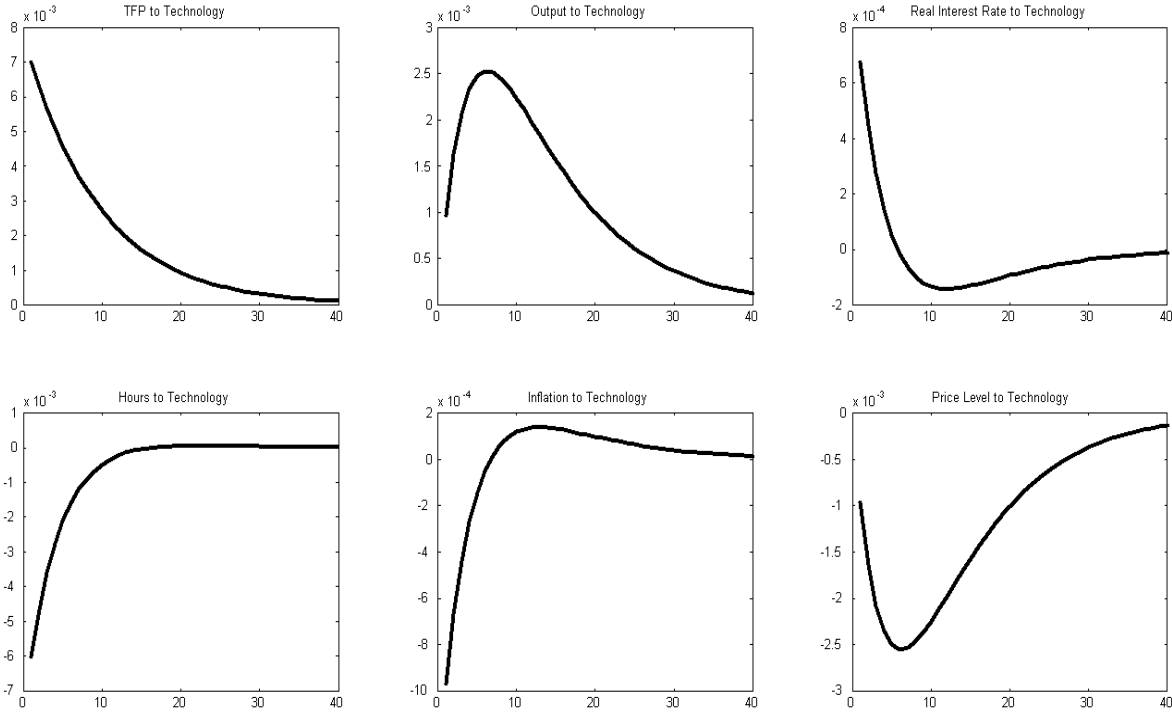 TFP to Technology
x 10^-3
8
7
6
5
4
3
2
1
0
0 10 20 30 40
Output to Technology
x 10^-3
3
2.5
2
1.5
1
0.5
0
0 10 20 30 40
Real Interest Rate to Technology
x 10^-4
8
6
4
2
0
-2
0 10 20 30 40
Hours to Technology
x 10^-3
1
0
-1
-2
-3
-4
-5
-6
-7
0 10 20 30 40
Inflation to Technology
x 10^-4
2
0
-2
-4
-6
-8
-10
0 10 20 30 40
Price Level to Technology
x 10^-3
0
-0.5
-1
-1.5
-2
-2.5
-3
0 10 20 30 40